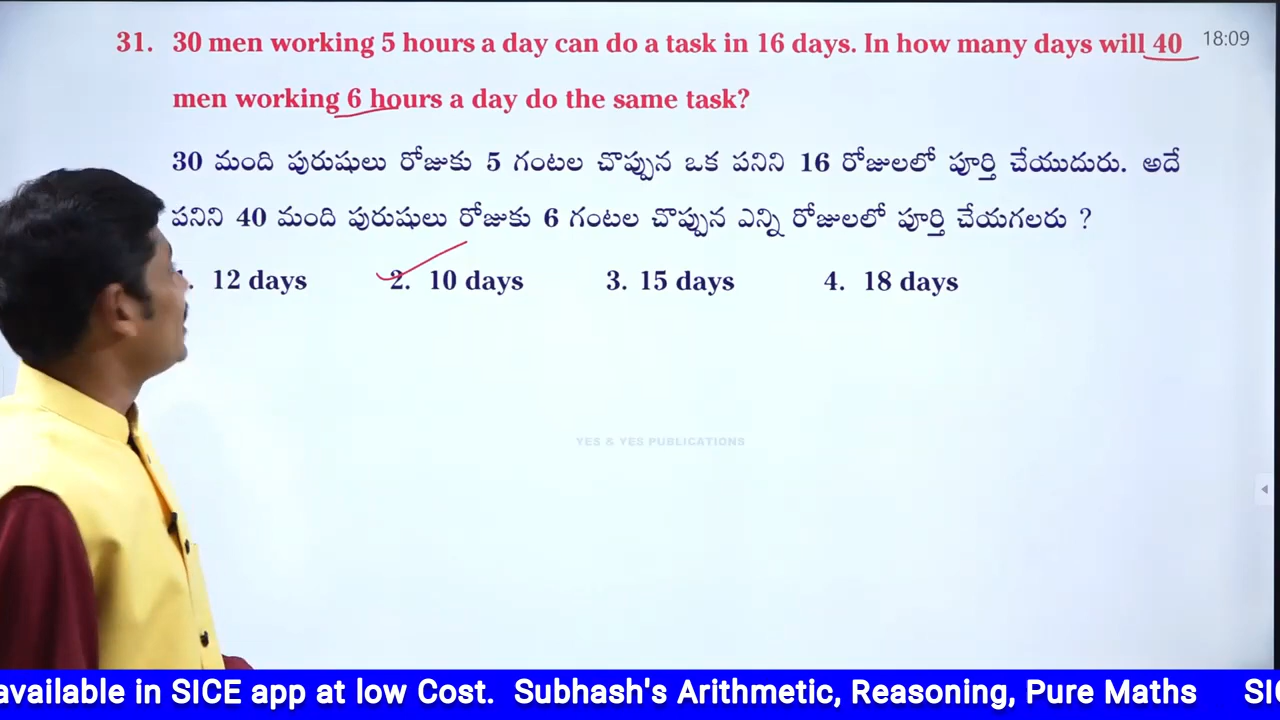 31. 30 men working 5 hours a day can do a task in 16 days. In how many days will 40
18:09
men working 6 hours a day do the same task?
30 మంది పురుషులు రోజుకు 5 గంటల చొప్పున ఒక పనిని 16 రోజులలో పూర్తి చేయుదురు. అదే
పనిని 40 మంది పురుషులు రోజుకు 6 గంటల చొప్పున ఎన్ని రోజులలో పూర్తి చేయగలరు ?
12 days 2. 10 days 3. 15 days 4. 18 days
YES & YES PUBLICATIONS
available in SICE app at low Cost. Subhash's Arithmetic, Reasoning, Pure Maths SIC